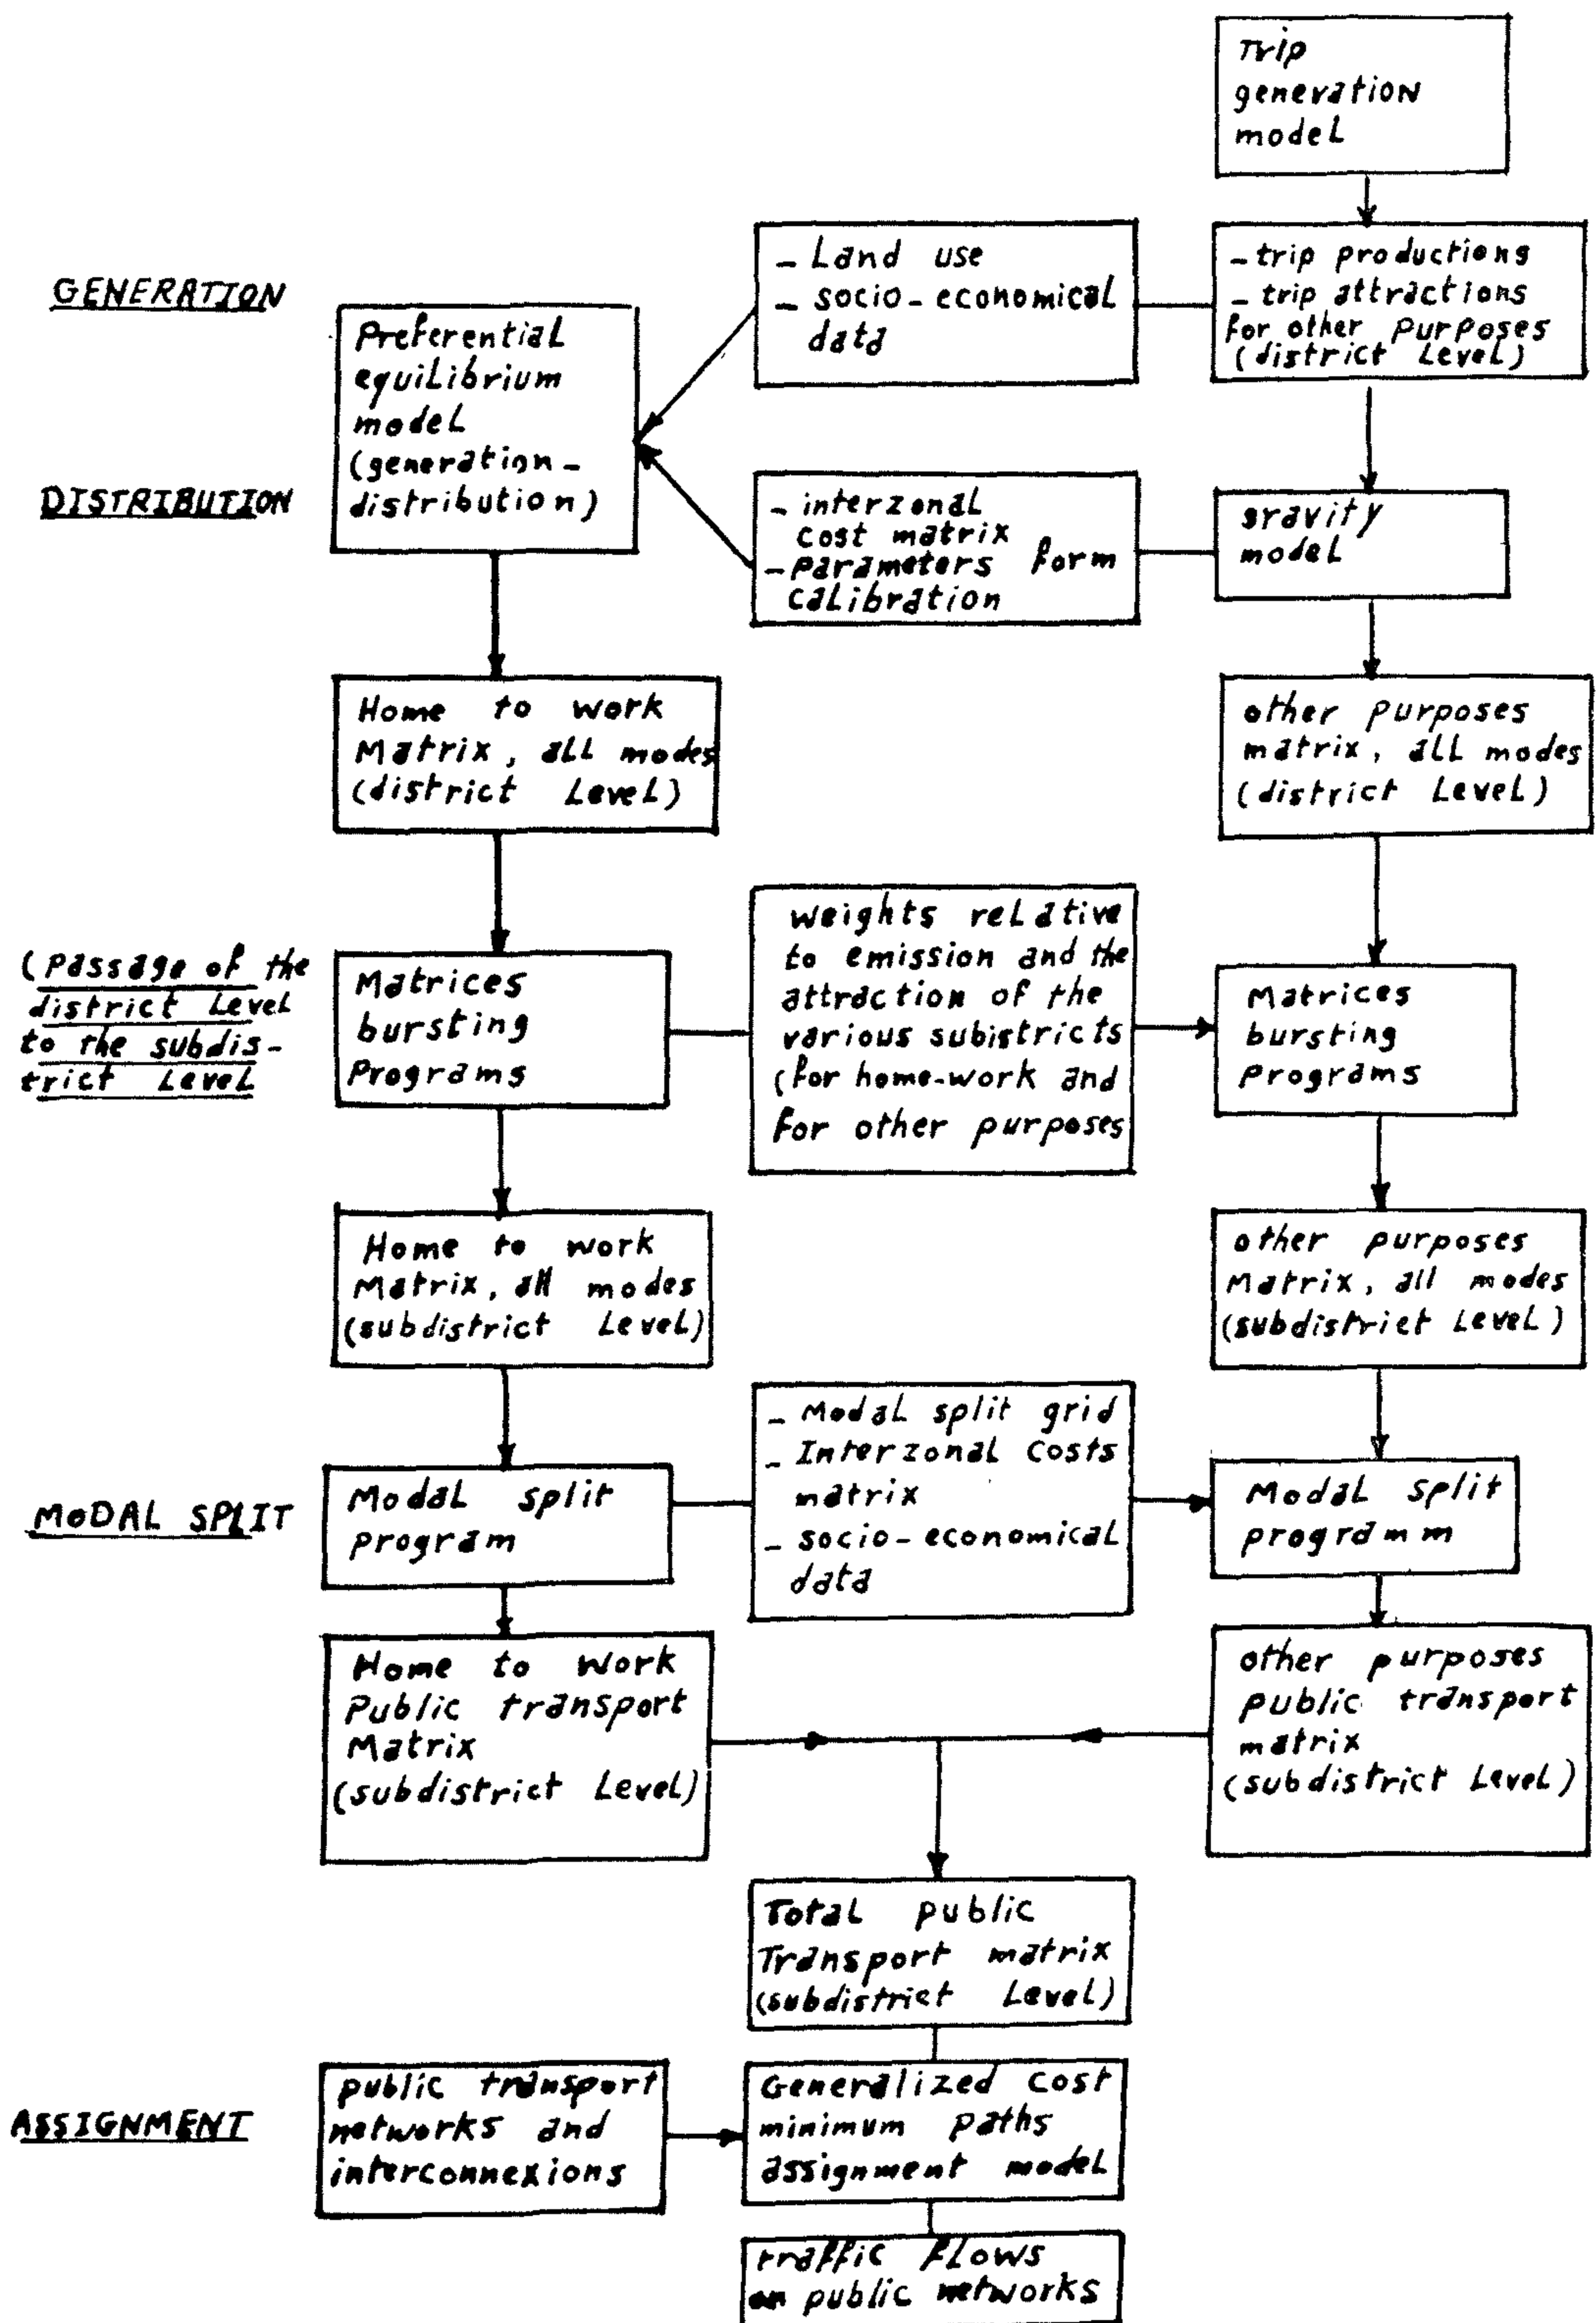 Trip
generation
model
GENERATION
- Land use
- socio-economical
data
- trip productions
- trip attractions
for other purposes
(district Level)
Preferential
equilibrium
model
(generation-
distribution)
DISTRIBUTION
- interzonal
cost matrix
- parameters form
calibration
gravity
model
Home to work
Matrix, all modes
(district Level)
other purposes
matrix, all modes
(district Level)
(Passage of the
district Level
to the subdis-
trict Level
Matrices
bursting
Programs
weights relative
to emission and the
attraction of the
various subistricts
(for home-work and
for other purposes
Matrices
bursting
programs
Home to work
Matrix, all modes
(subdistrict Level)
other purposes
Matrix, all modes
(subdistrict Level)
MODAL SPLIT
Modal split
program
- Modal split grid
- Interzonal costs
matrix
- socio-economical
data
Modal split
programm
Home to work
Public transport
Matrix
(subdistrict Level)
other purposes
public transport
matrix
(subdistrict Level)
Total public
Transport matrix
(subdistrict Level)
ASSIGNMENT
public transport
networks and
interconnexions
Generalized cost
minimum paths
assignment model
traffic flows
on public networks